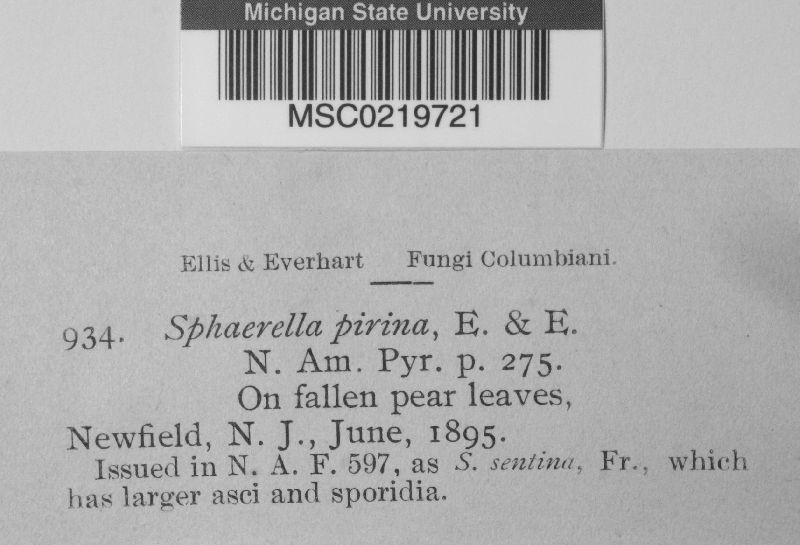 Michigan State University
MSC0219721
Ellis & Everhart Fungi Columbiani.
934. Sphaerella pirina, E. & E.
N. Am. Pyr. p. 275.
On fallen pear leaves,
Newfield, N. J., June, 1895.
Issued in N. A. F. 597, as S. sentina, Fr., which
has larger asci and sporidia.